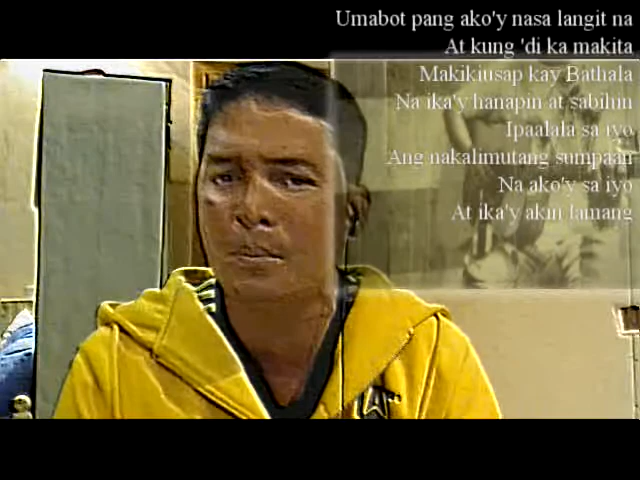 Umabot pang ako'y nasa langit na
At kung 'di ka makita
Makikiusap kay Bathala
Na ika'y hanapin at sabihin
Ipaalala sa iyo
Ang nakalimutang sumpaan
Na ako'y sa iyo
At ika'y akin lamang